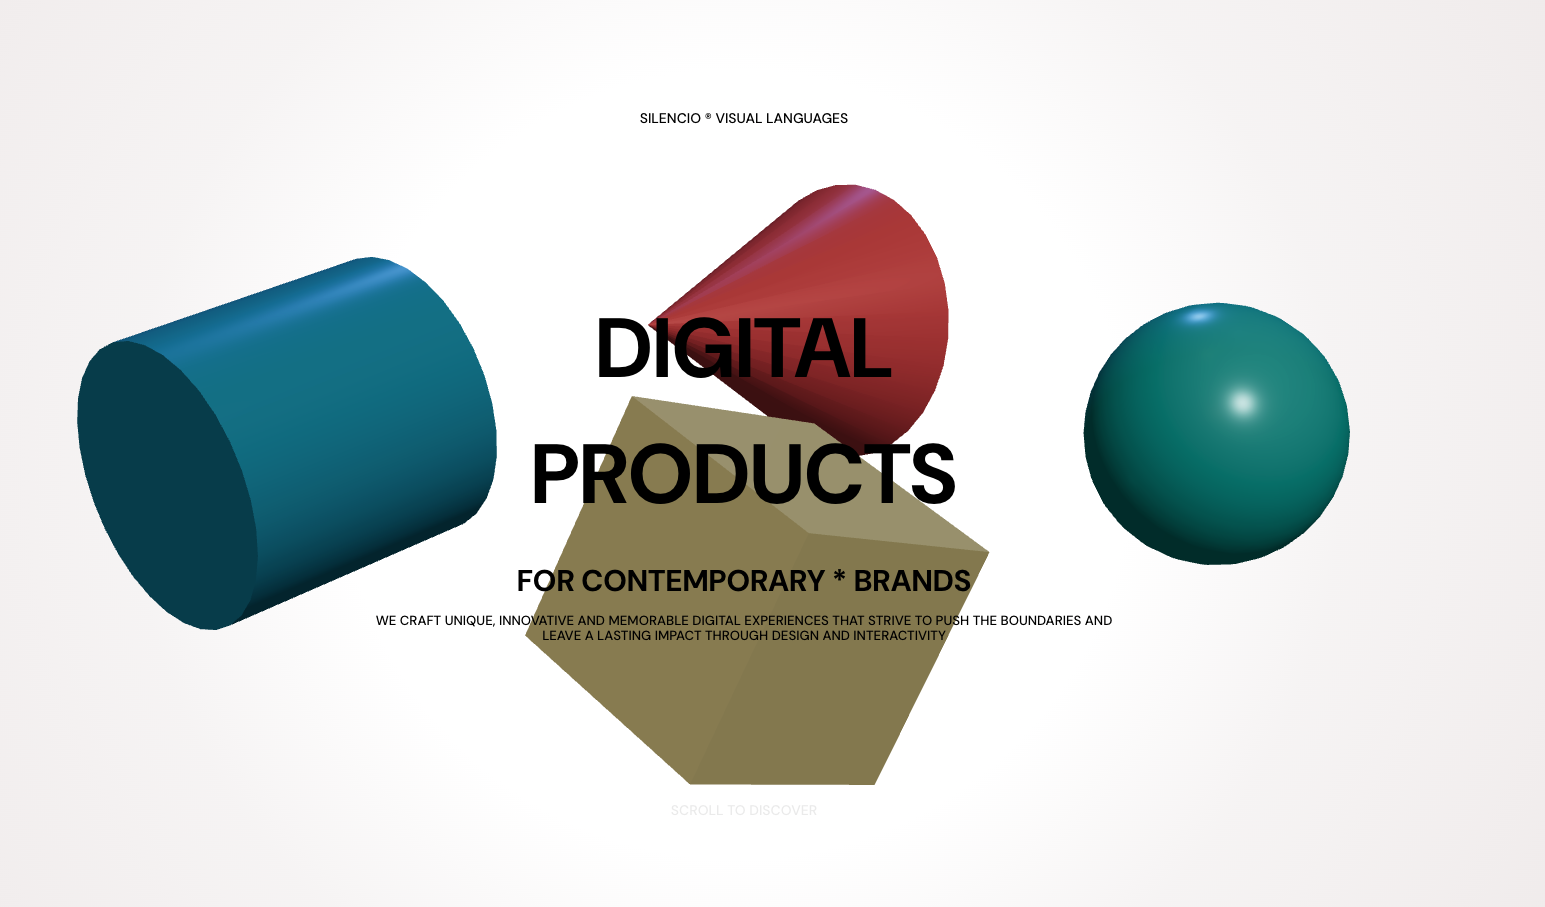 SILENCIO ® VISUAL LANGUAGES
DIGITAL
PRODUCTS
FOR CONTEMPORARY * BRANDS
WE CRAFT UNIQUE, INNOVATIVE AND MEMORABLE DIGITAL EXPERIENCES THAT STRIVE TO PUSH THE BOUNDARIES AND
LEAVE A LASTING IMPACT THROUGH DESIGN AND INTERACTIVITY
SCROLL TO DISCOVER